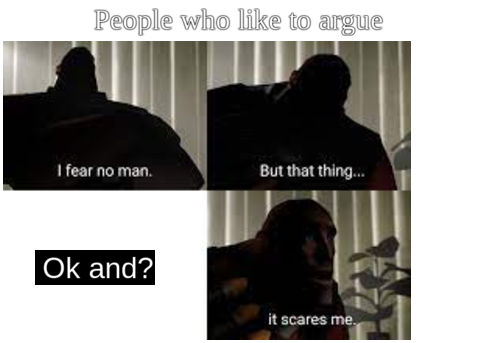 People who like to argue
I fear no man.
But that thing...
Ok and?
it scares me.